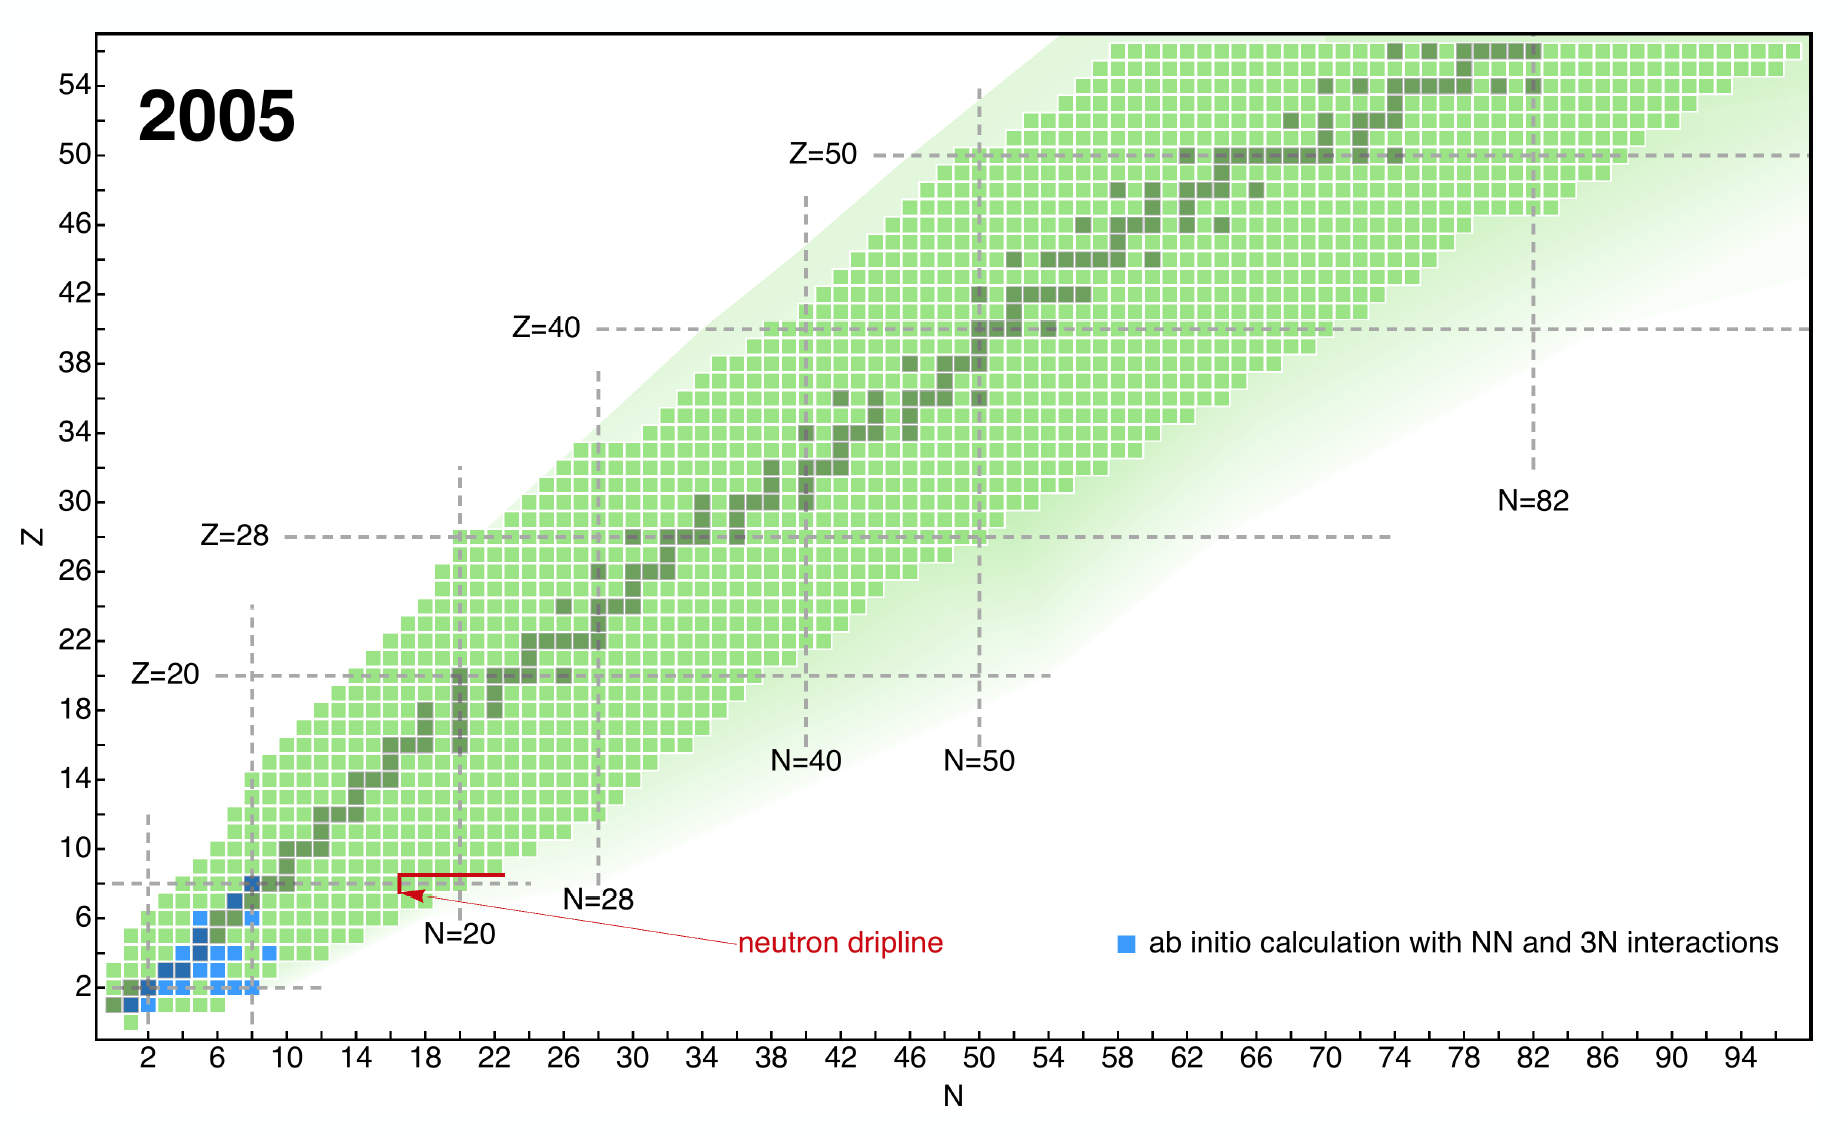 2005
54
50
46
42
38
34
30
26
22
18
14
10
6
2
Z
Z=50
Z=40
Z=28
Z=20
N=82
N=40
N=50
N=28
N=20
neutron dripline
ab initio calculation with NN and 3N interactions
2 6 10 14 18 22 26 30 34 38 42 46 50 54 58 62 66 70 74 78 82 86 90 94
N